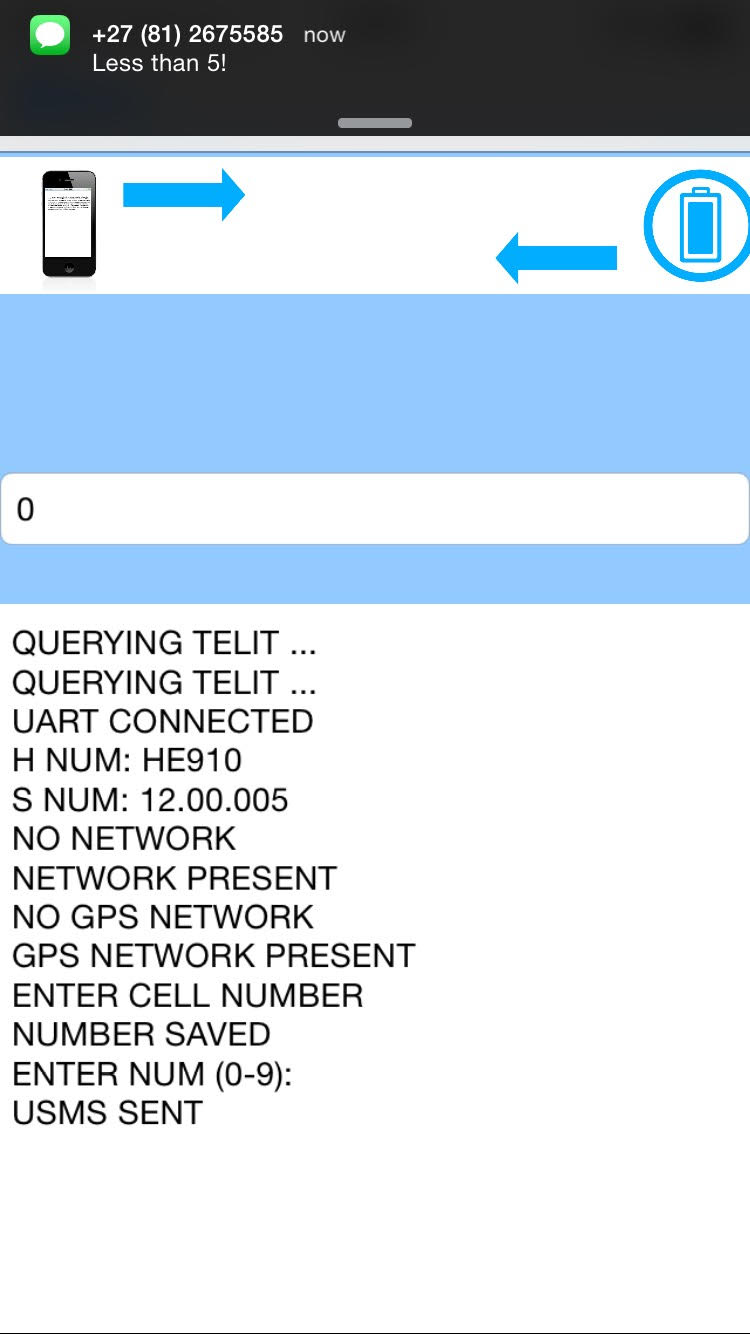 +27 (81) 2675585 now
Less than 5!
0
QUERYING TELIT ...
QUERYING TELIT ...
UART CONNECTED
H NUM: HE910
S NUM: 12.00.005
NO NETWORK
NETWORK PRESENT
NO GPS NETWORK
GPS NETWORK PRESENT
ENTER CELL NUMBER
NUMBER SAVED
ENTER NUM (0-9):
USMS SENT